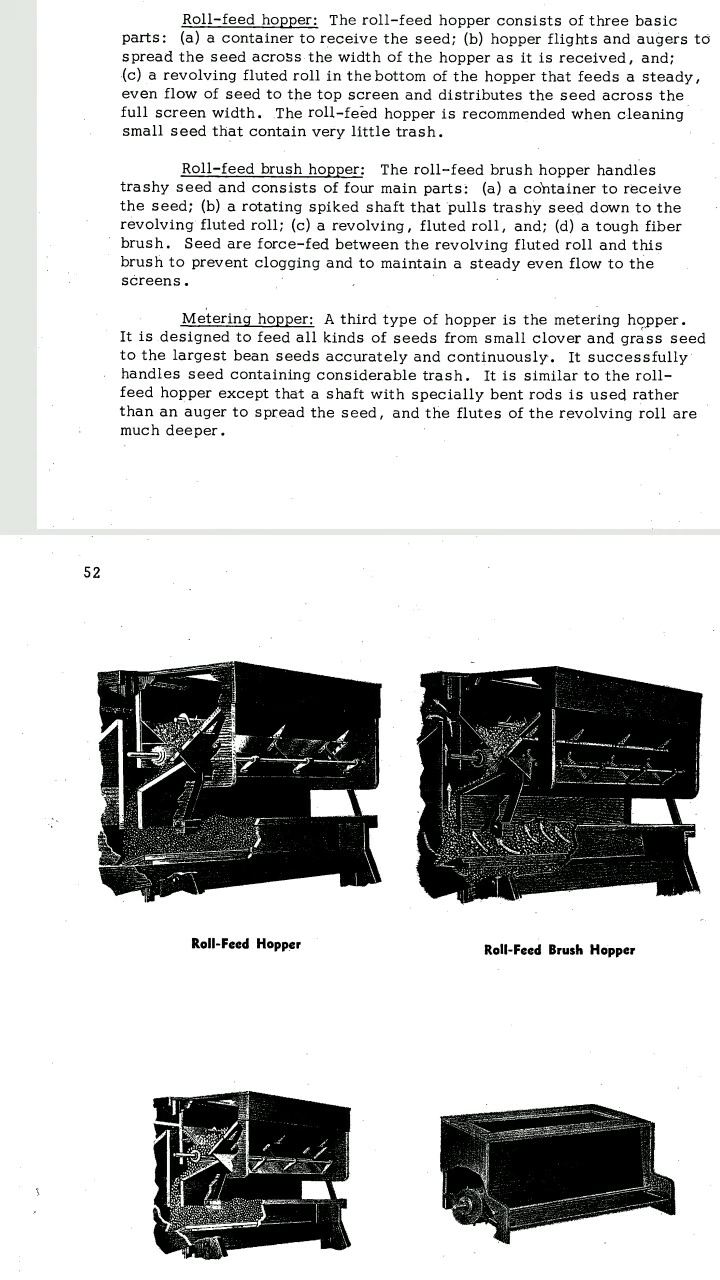 Roll-feed hopper: The roll-feed hopper consists of three basic
parts: (a) a container to receive the seed; (b) hopper flights and augers to
spread the seed across the width of the hopper as it is received, and;
(c) a revolving fluted roll in the bottom of the hopper that feeds a steady,
even flow of seed to the top screen and distributes the seed across the
full screen width. The roll-feed hopper is recommended when cleaning
small seed that contain very little trash.
Roll-feed brush hopper: The roll-feed brush hopper handles
trashy seed and consists of four main parts: (a) a container to receive
the seed; (b) a rotating spiked shaft that pulls trashy seed down to the
revolving fluted roll; (c) a revolving, fluted roll, and; (d) a tough fiber
brush. Seed are force-fed between the revolving fluted roll and this
brush to prevent clogging and to maintain a steady even flow to the
screens.
Metering hopper: A third type of hopper is the metering hopper.
It is designed to feed all kinds of seeds from small clover and grass seed
to the largest bean seeds accurately and continuously. It successfully
handles seed containing considerable trash. It is similar to the roll-
feed hopper except that a shaft with specially bent rods is used rather
than an auger to spread the seed, and the flutes of the revolving roll are
much deeper.
52
Roll-Feed Hopper
Roll-Feed Brush Hopper